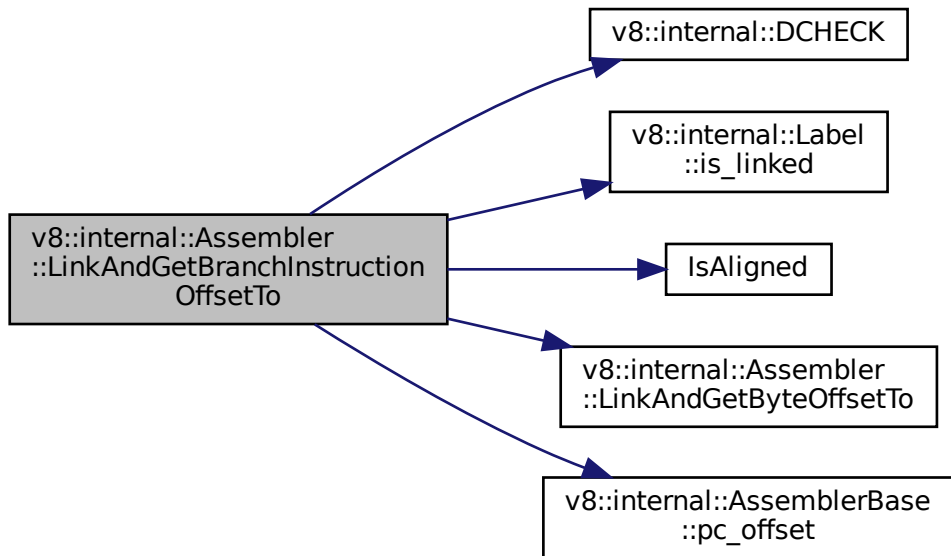 v8::internal::Assembler
::LinkAndGetBranchInstruction
OffsetTo
v8::internal::DCHECK
v8::internal::Label
::is_linked
IsAligned
v8::internal::Assembler
::LinkAndGetByteOffsetTo
v8::internal::AssemblerBase
::pc_offset